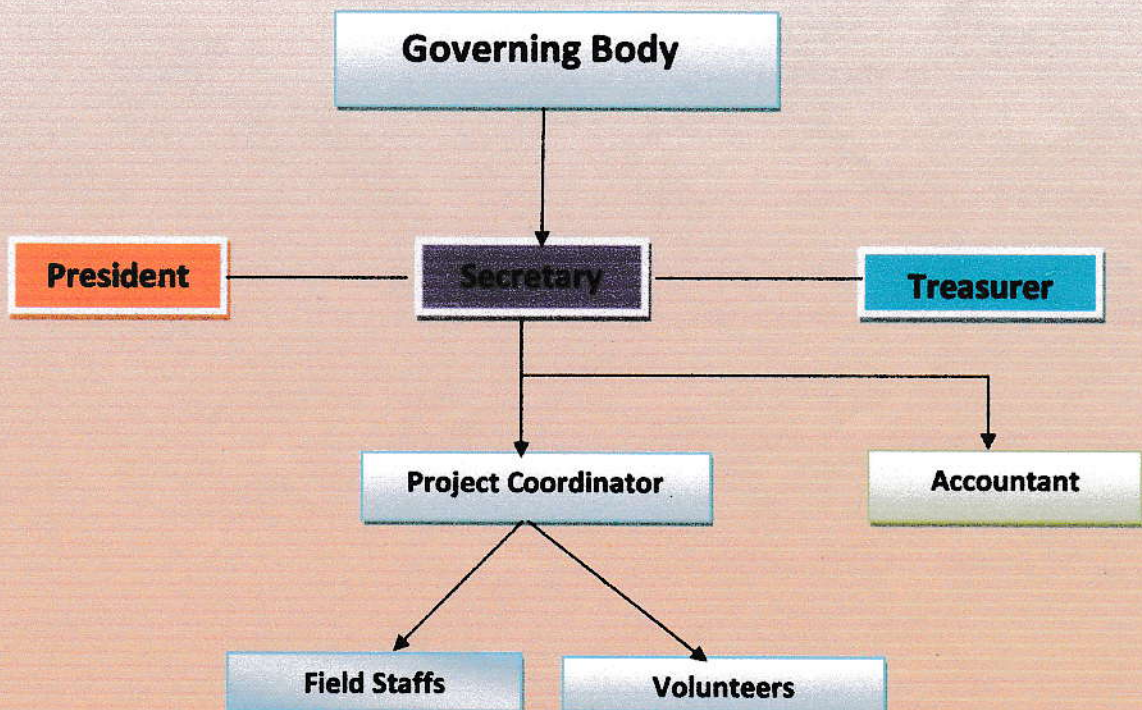 Governing Body
President
Secretary
Treasurer
Project Coordinator
Accountant
Field Staffs
Volunteers